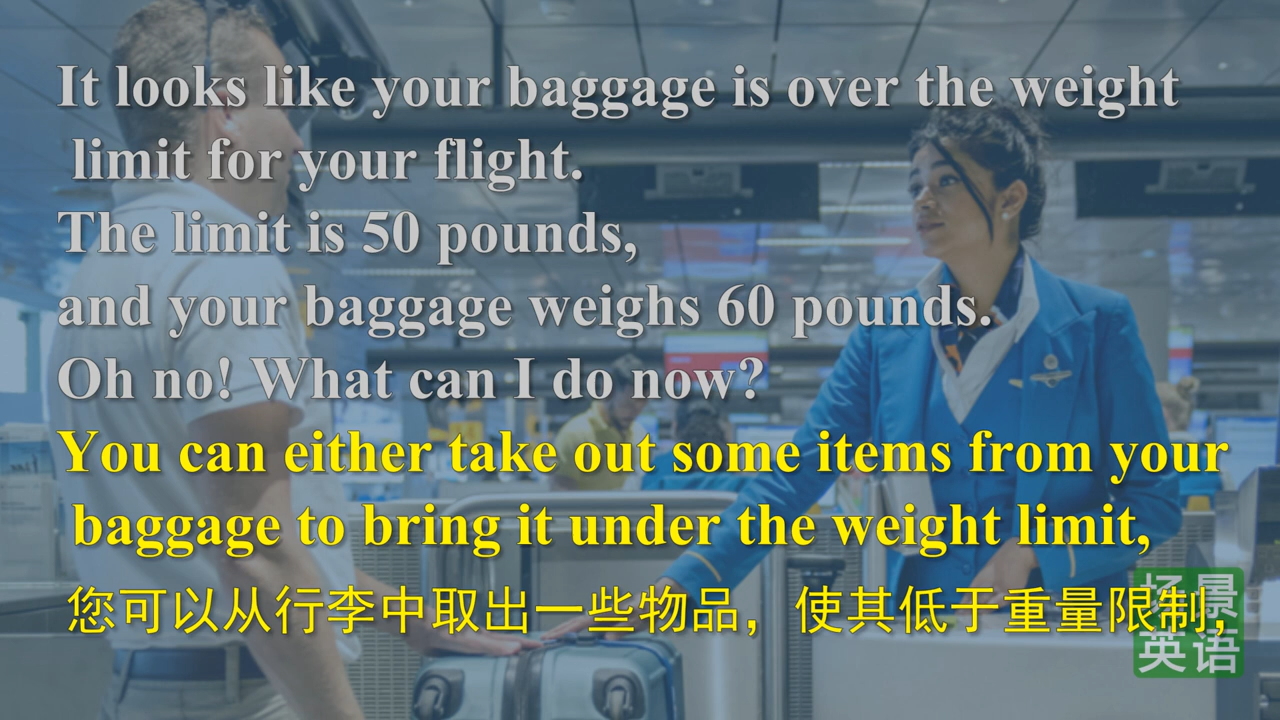 It looks like your baggage is over the weight
limit for your flight.
The limit is 50 pounds,
and your baggage weighs 60 pounds.
Oh no! What can I do now?
You can either take out some items from your
baggage to bring it under the weight limit,
您可以从行李中取出一些物品，使其低于重量限制，
场景
英语